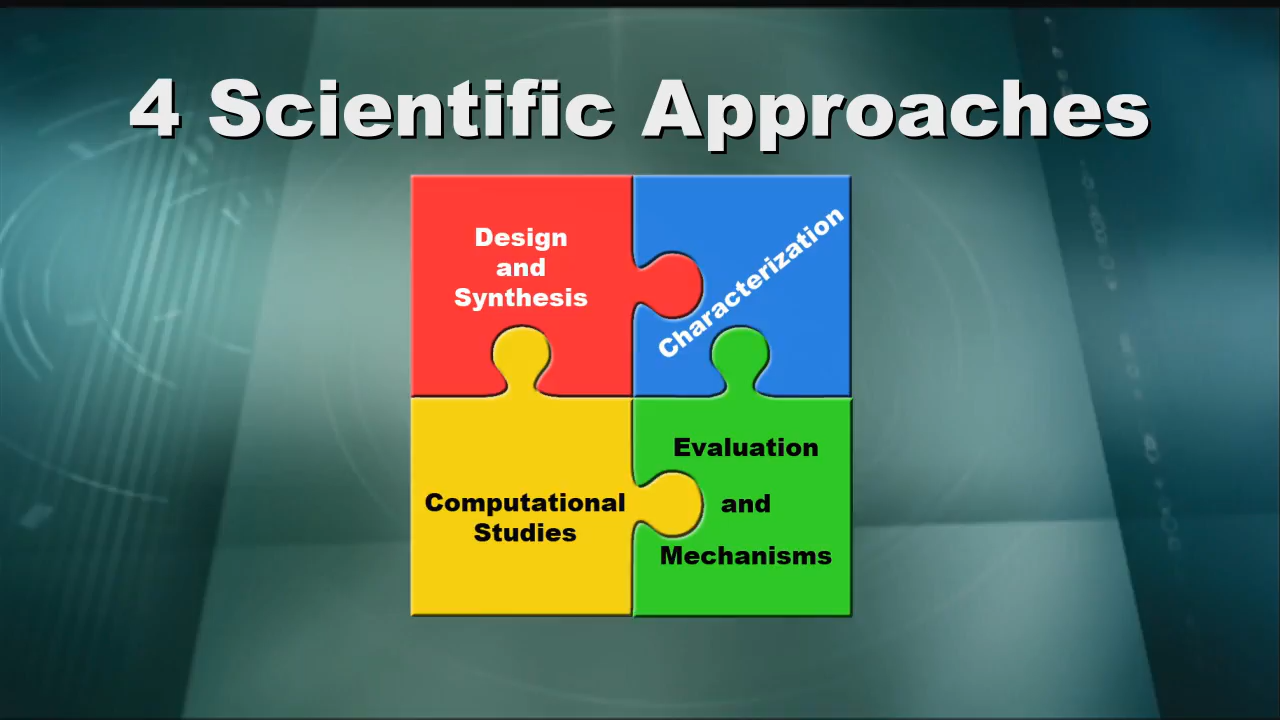 4 Scientific Approaches
Design
and
Synthesis
Characterization
Computational
Studies
Evaluation
and
Mechanisms